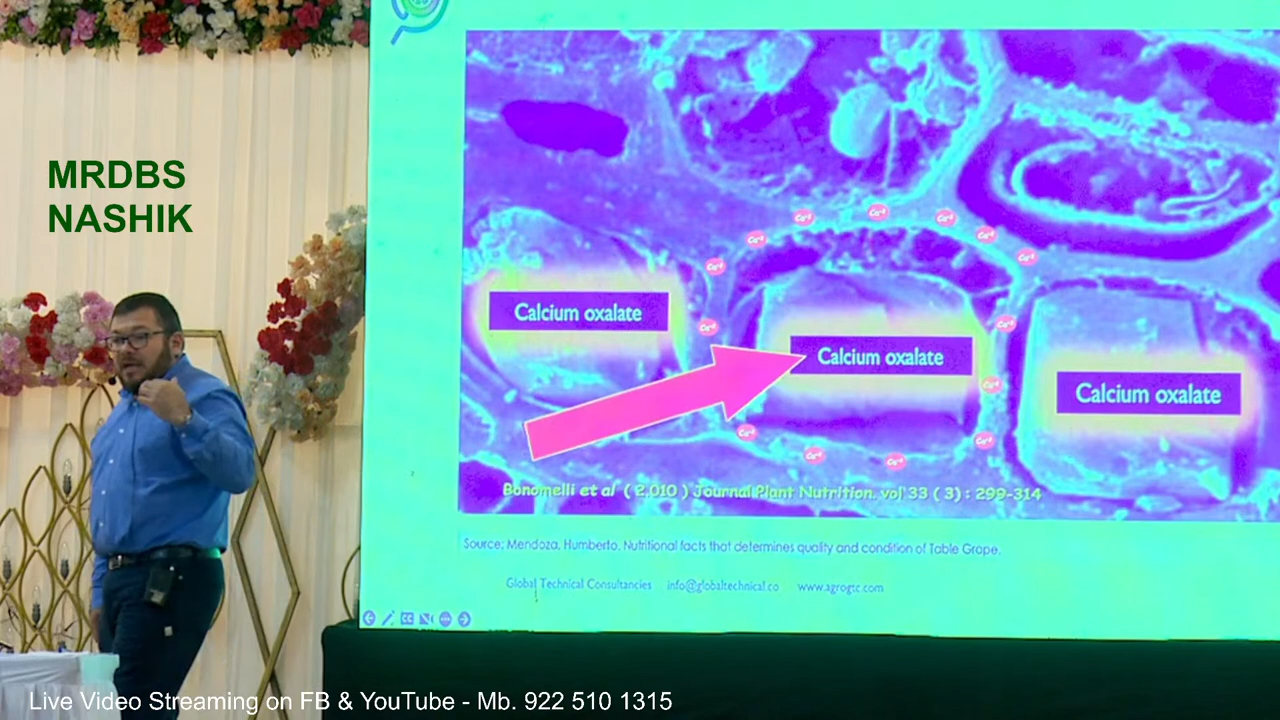 MRDBS
NASHIK
Calcium oxalate
Calcium oxalate
Calcium oxalate
Bonomelli et al ( 2.010 ) Journal Plant Nutrition. vol 33 ( 3) : 299-314
Source: Mendoza, Humberto. Nutritional facts that determines quality and condition of Table Grape.
Global Technical Consultancies info@globaltechnical.co www.agrogtc.com
Live Video Streaming on FB & YouTube - Mb. 922 510 1315